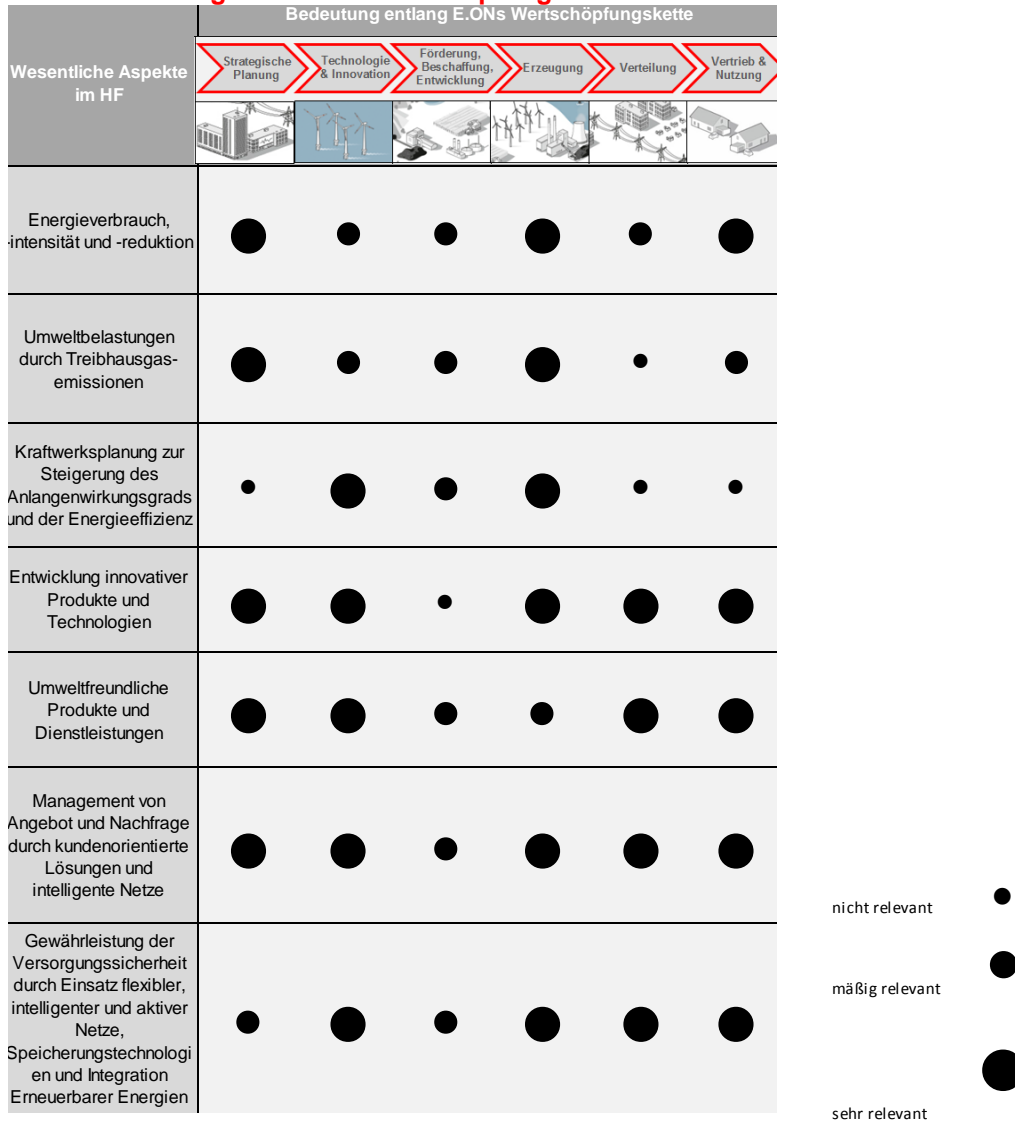 Bedeutung entlang E.ONs Wertschöpfungskette
Wesentliche Aspekte
im HF
Strategische
Planung
Technologie
& Innovation
Förderung,
Beschaffung,
Entwicklung
Erzeugung
Verteilung
Vertrieb &
Nutzung
Energieverbrauch,
-intensität und -reduktion
Umweltbelastungen
durch Treibhausgas-
emissionen
Kraftwerksplanung zur
Steigerung des
Anlangenwirkungsgrads
und der Energieeffizienz
Entwicklung innovativer
Produkte und
Technologien
Umweltfreundliche
Produkte und
Dienstleistungen
Management von
Angebot und Nachfrage
durch kundenorientierte
Lösungen und
intelligente Netze
Gewährleistung der
Versorgungssicherheit
durch Einsatz flexibler,
intelligenter und aktiver
Netze,
Speicherungstechnologi
en und Integration
Erneuerbarer Energien
nicht relevant
mäßig relevant
sehr relevant